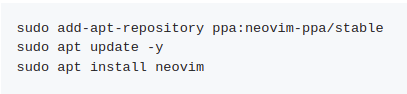 sudo add-apt-repository ppa:neovim-ppa/stable
sudo apt update -y
sudo apt install neovim